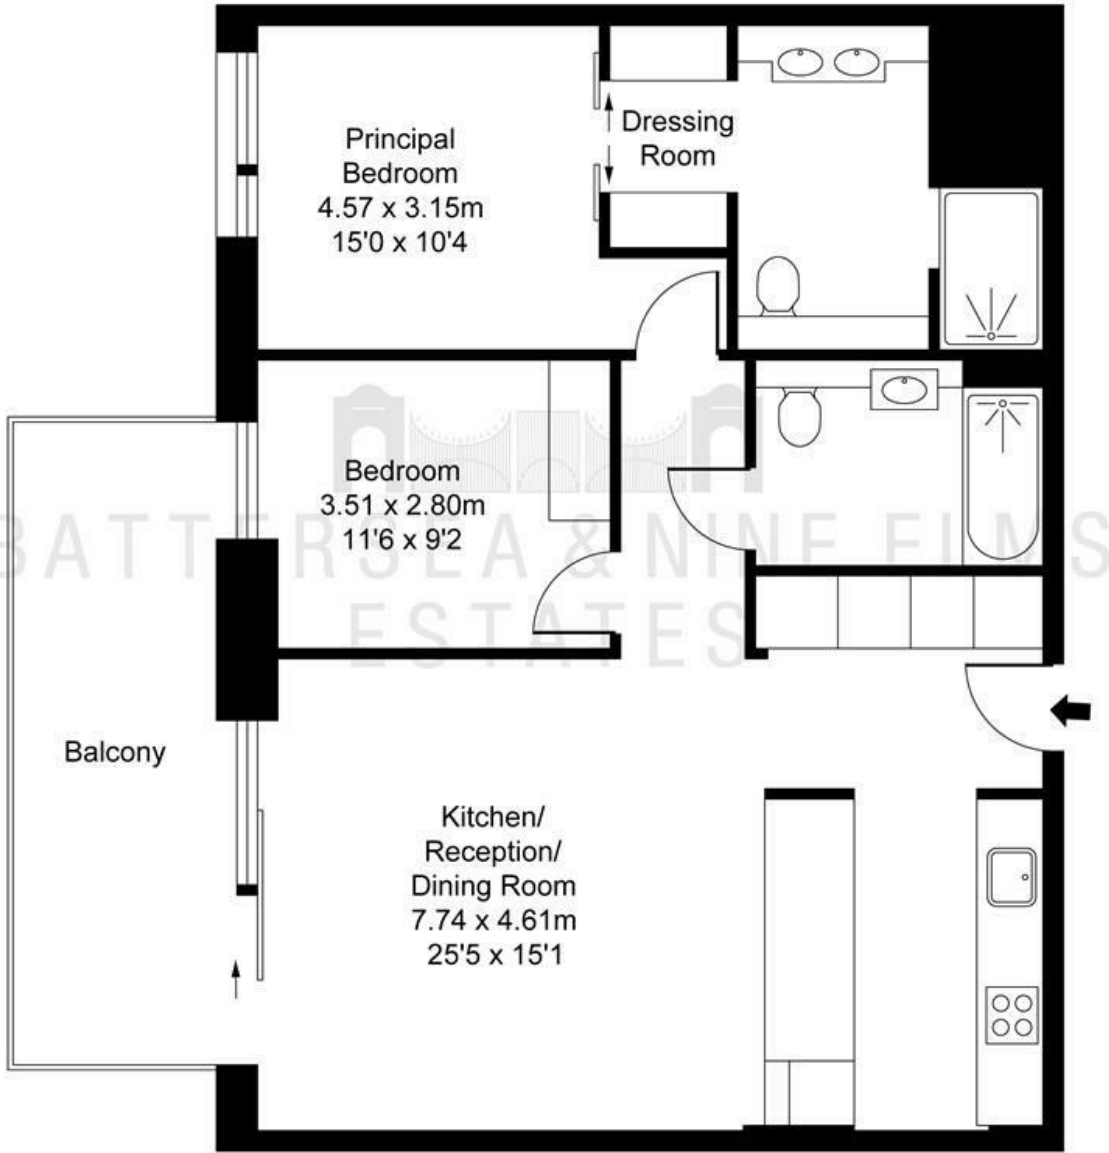 Principal
Bedroom
4.57 x 3.15m
15'0 x 10'4
Dressing
Room
Bedroom
3.51 x 2.80m
11'6 x 9'2
BATTERSEA & NINE ELMS
ESTATES
Balcony
Kitchen/
Reception/
Dining Room
7.74 x 4.61m
25'5 x 15'1